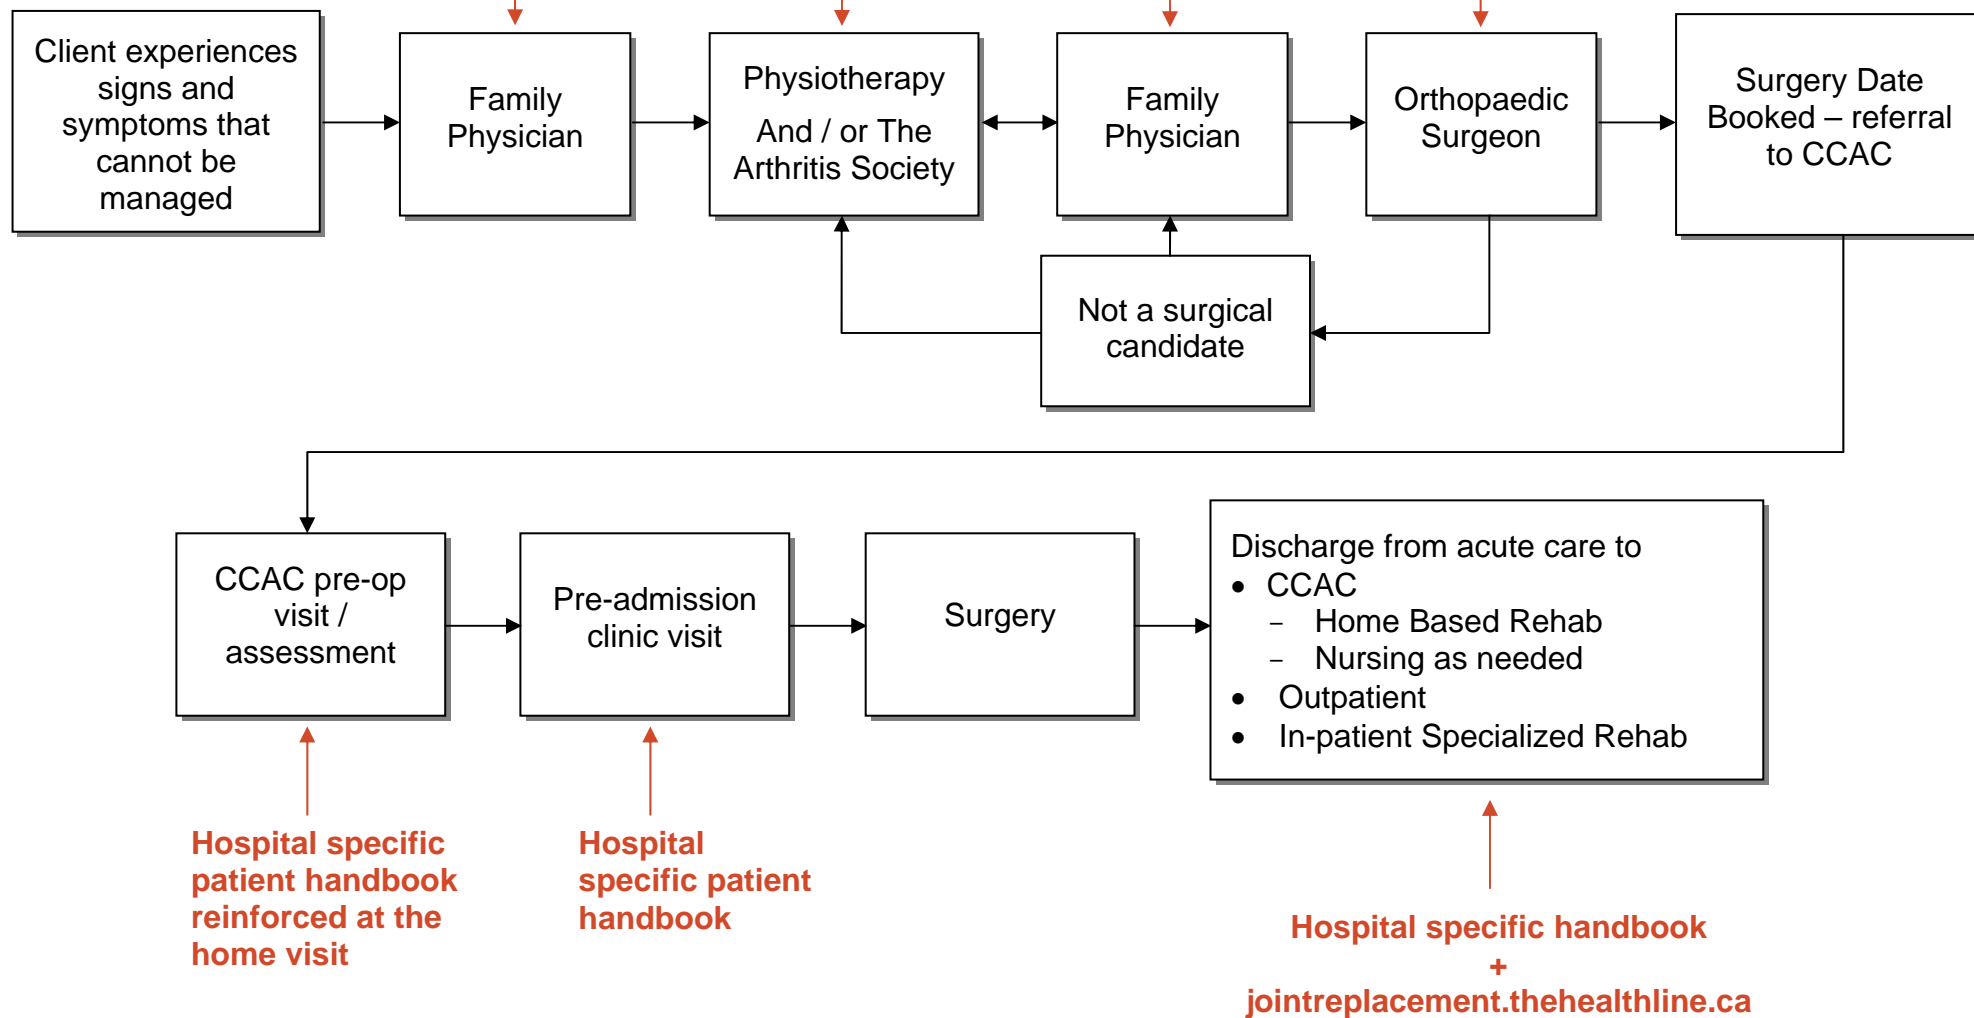 Client experiences
signs and
symptoms that
cannot be
managed
Family
Physician
Physiotherapy
And / or The
Arthritis Society
Family
Physician
Orthopaedic
Surgeon
Surgery Date
Booked – referral
to CCAC
Not a surgical
candidate
CCAC pre-op
visit /
assessment
Pre-admission
clinic visit
Surgery
Discharge from acute care to
• CCAC
– Home Based Rehab
– Nursing as needed
• Outpatient
• In-patient Specialized Rehab
Hospital specific
patient handbook
reinforced at the
home visit
Hospital
specific patient
handbook
Hospital specific handbook
+
jointreplacement.thehealthline.ca